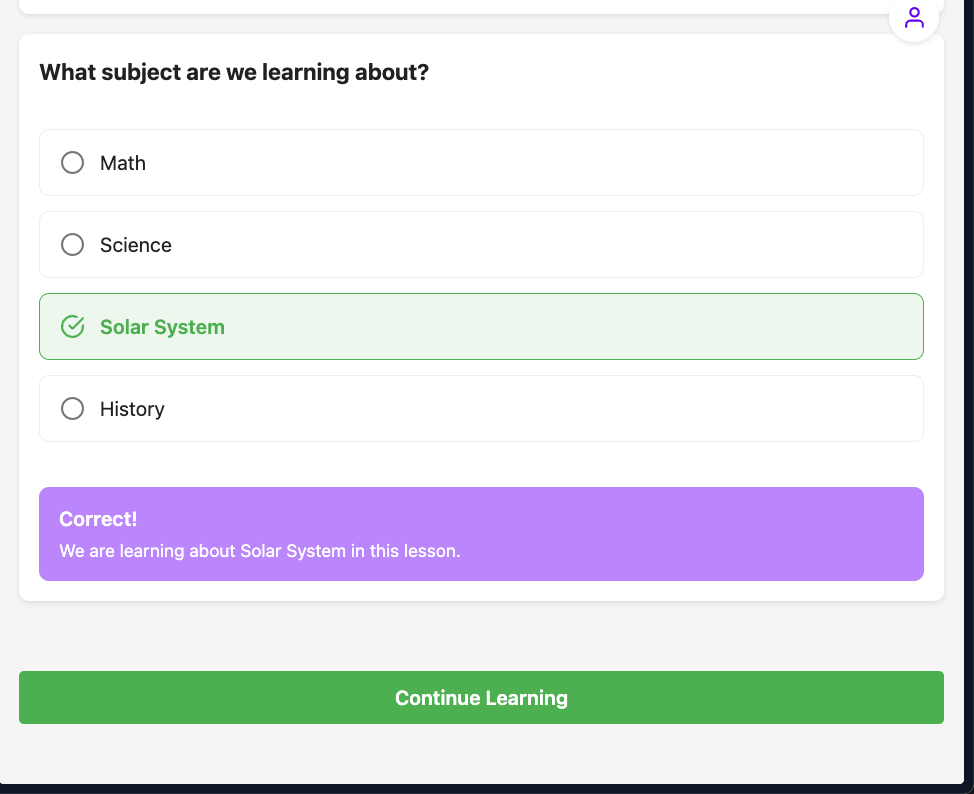 What subject are we learning about?
Math
Science
Solar System
History
Correct!
We are learning about Solar System in this lesson.
Continue Learning